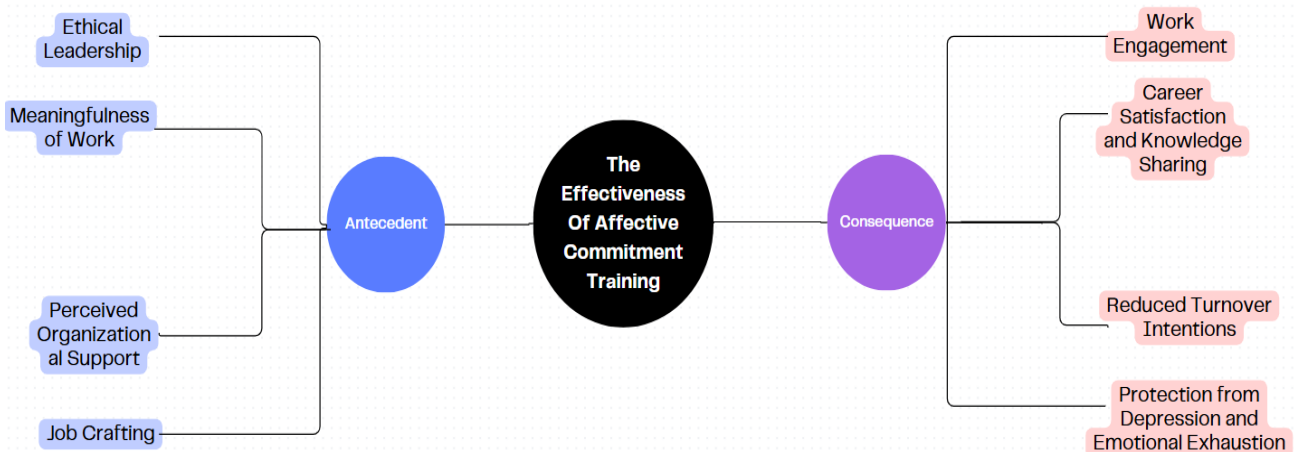 Ethical
Leadership
Meaningfulness
of Work
Perceived
Organization
al Support
Job Crafting
Antecedent
The
Effectiveness
Of Affective
Commitment
Training
Consequence
Work
Engagement
Career
Satisfaction
and Knowledge
Sharing
Reduced Turnover
Intentions
Protection from
Depression and
Emotional Exhaustion